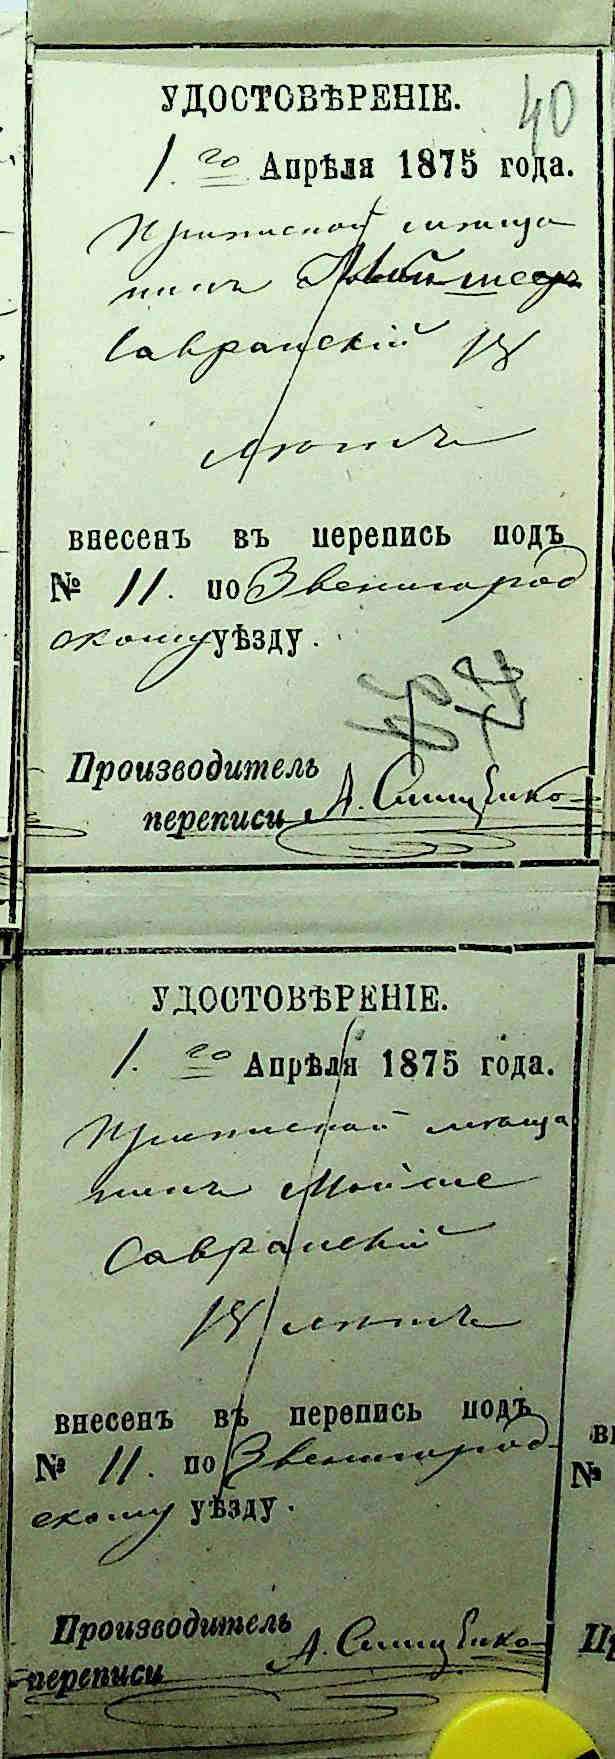 УДОСТОВѢРЕНІЕ.
40
1.го Апрѣля 1875 года.
Приписной мѣща
нинъ
Савранскій 18
лѣтъ
внесенъ въ перепись подъ
№ 11. по Звенигород
скому уѣзду.
Производитель
переписи А.
УДОСТОВѢРЕНІЕ.
1.го Апрѣля 1875 года.
Приписной мѣща
нинъ Мойше
Савранскій
18 лѣтъ
внесенъ въ перепись подъ
№ 11. по Звенигород
скому уѣзду.
Производитель
переписи А.